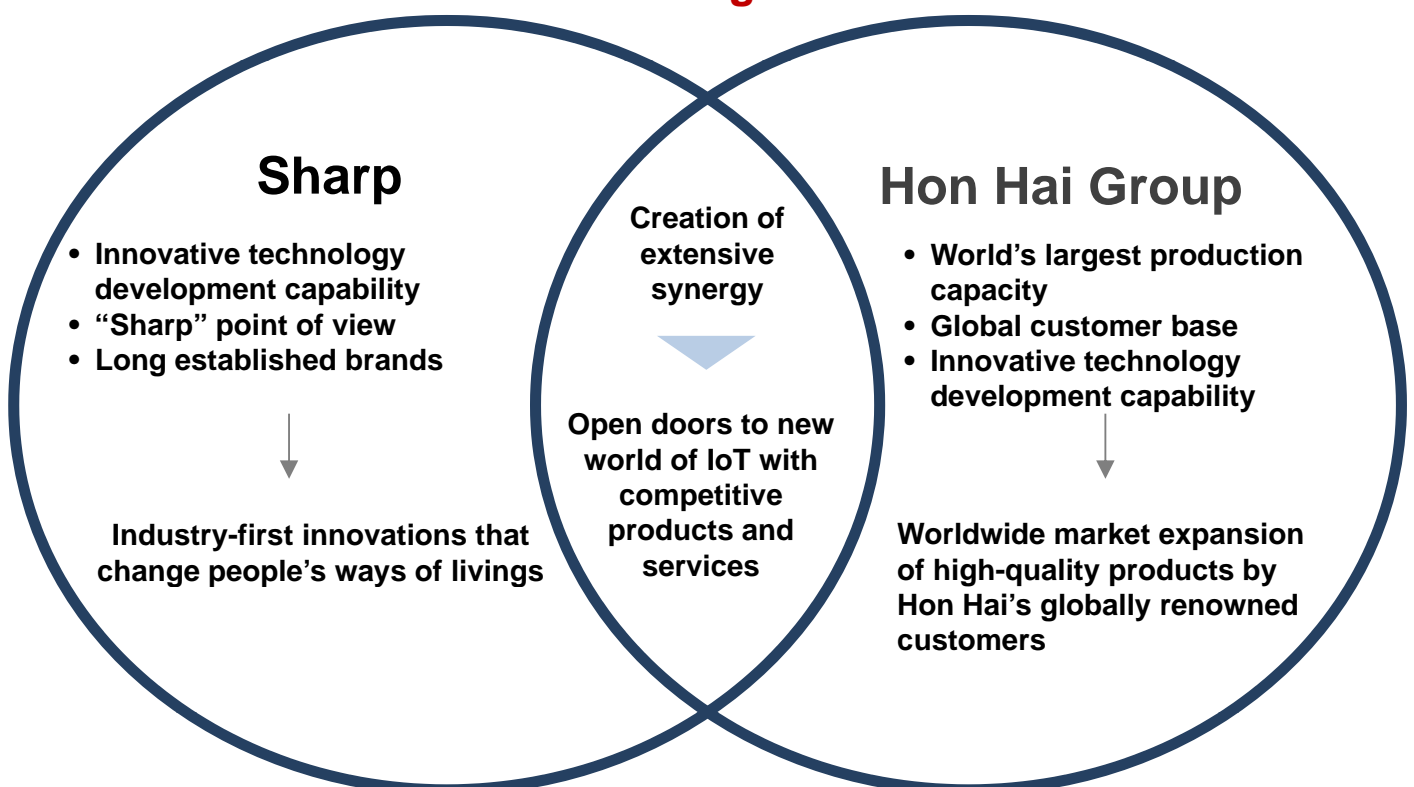 Sharp
• Innovative technology
development capability
• “Sharp” point of view
• Long established brands
Industry-first innovations that
change people’s ways of livings
Creation of
extensive
synergy
Open doors to new
world of IoT with
competitive
products and
services
Hon Hai Group
• World’s largest production
capacity
• Global customer base
• Innovative technology
development capability
Worldwide market expansion
of high-quality products by
Hon Hai’s globally renowned
customers